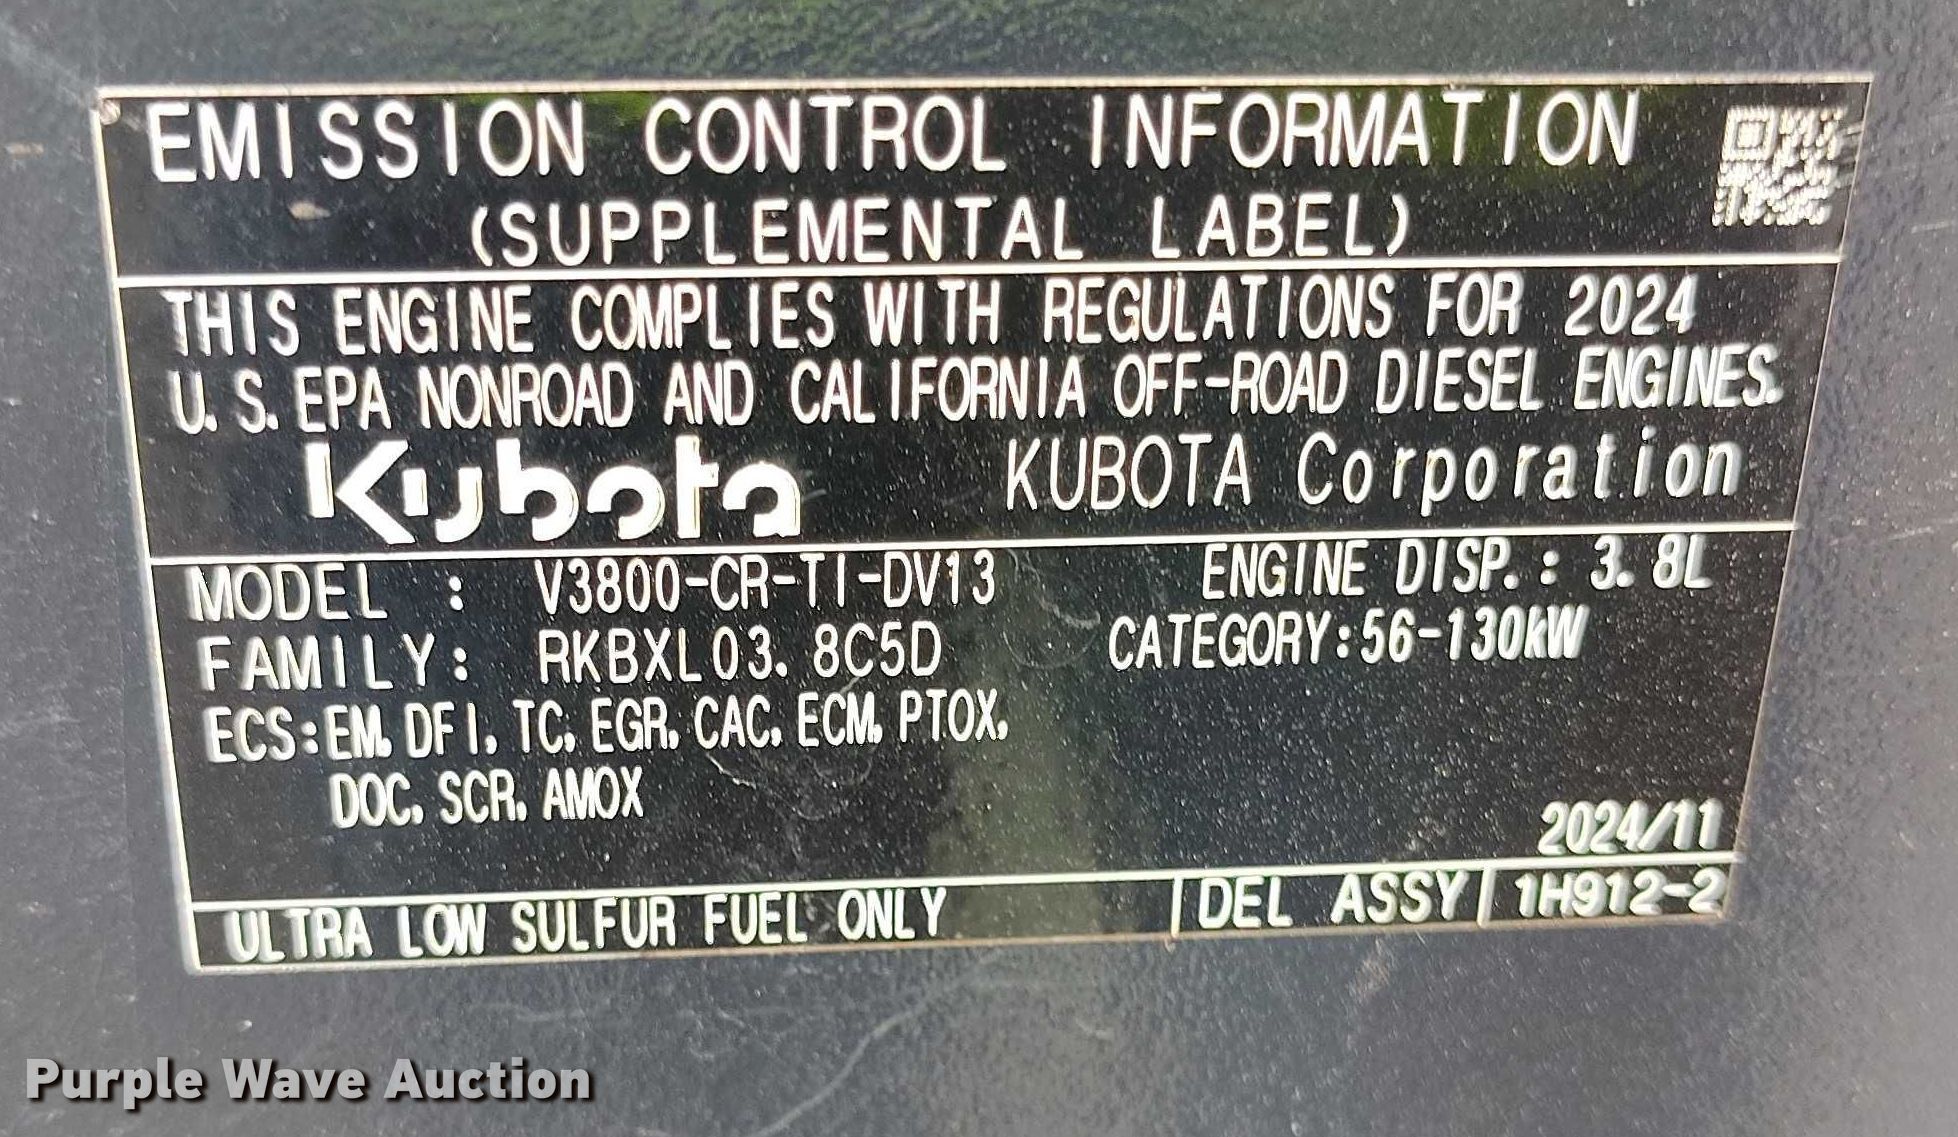 EMISSION CONTROL INFORMATION
(SUPPLEMENTAL LABEL)
THIS ENGINE COMPLIES WITH REGULATIONS FOR 2024
U.S. EPA NONROAD AND CALIFORNIA OFF-ROAD DIESEL ENGINES.
Kubota KUBOTA Corporation
MODEL : V3800-CR-TI-DV13 ENGINE DISP.: 3.8L
FAMILY: RKBXL03.8C5D CATEGORY:56-130kW
ECS:EM, DFI, TC, EGR, CAC, ECM, PTOX,
DOC, SCR, AMOX
2024/11
ULTRA LOW SULFUR FUEL ONLY DEL ASSY 1H912-2
Purple Wave Auction